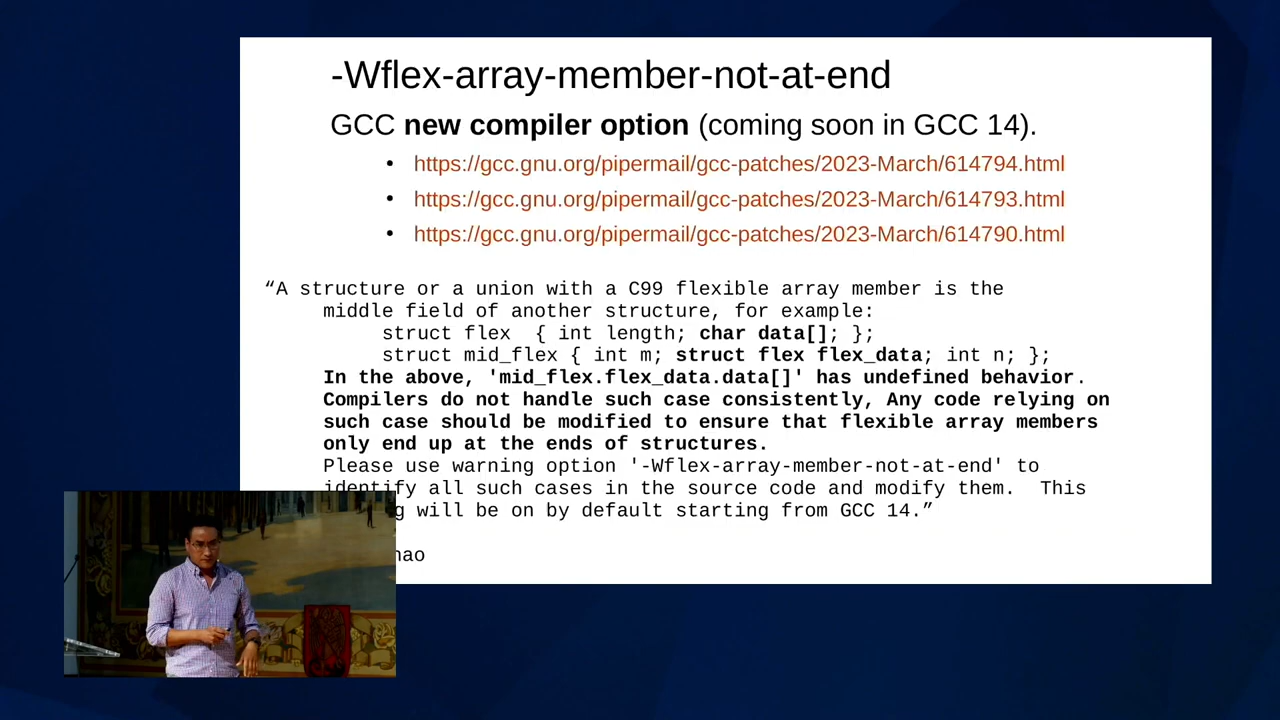 -Wflex-array-member-not-at-end
GCC new compiler option (coming soon in GCC 14).
• https://gcc.gnu.org/pipermail/gcc-patches/2023-March/614794.html
• https://gcc.gnu.org/pipermail/gcc-patches/2023-March/614793.html
• https://gcc.gnu.org/pipermail/gcc-patches/2023-March/614790.html
“A structure or a union with a C99 flexible array member is the
middle field of another structure, for example:
struct flex  { int length; char data[]; };
struct mid_flex { int m; struct flex flex_data; int n; };
In the above, 'mid_flex.flex_data.data[]' has undefined behavior.
Compilers do not handle such case consistently, Any code relying on
such case should be modified to ensure that flexible array members
only end up at the ends of structures.
Please use warning option '-Wflex-array-member-not-at-end' to
identify all such cases in the source code and modify them.  This
will be on by default starting from GCC 14.”